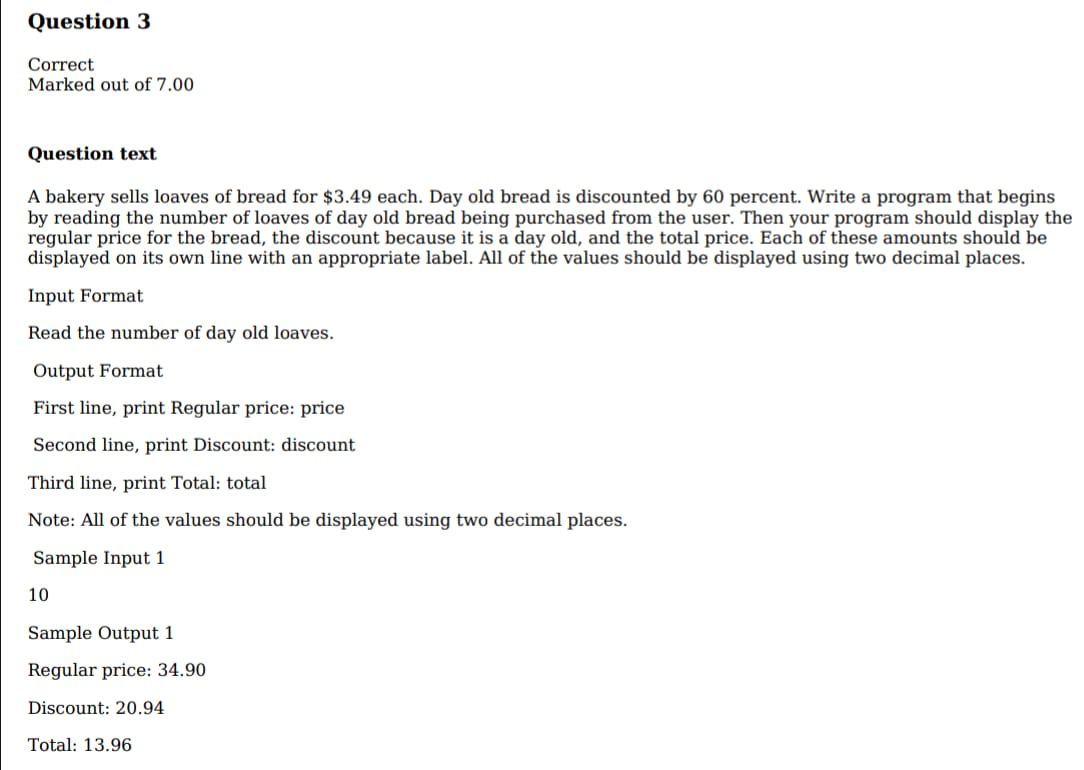 Question 3
Correct
Marked out of 7.00
Question text
A bakery sells loaves of bread for $3.49 each. Day old bread is discounted by 60 percent. Write a program that begins
by reading the number of loaves of day old bread being purchased from the user. Then your program should display the
regular price for the bread, the discount because it is a day old, and the total price. Each of these amounts should be
displayed on its own line with an appropriate label. All of the values should be displayed using two decimal places.
Input Format
Read the number of day old loaves.
Output Format
First line, print Regular price: price
Second line, print Discount: discount
Third line, print Total: total
Note: All of the values should be displayed using two decimal places.
Sample Input 1
10
Sample Output 1
Regular price: 34.90
Discount: 20.94
Total: 13.96